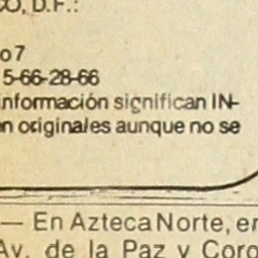 CO, D.F.:
o 7
5-66-28-66
información significan IN-
n originales aunque no se
— En Azteca Norte, en
Av. de la Paz y Coro